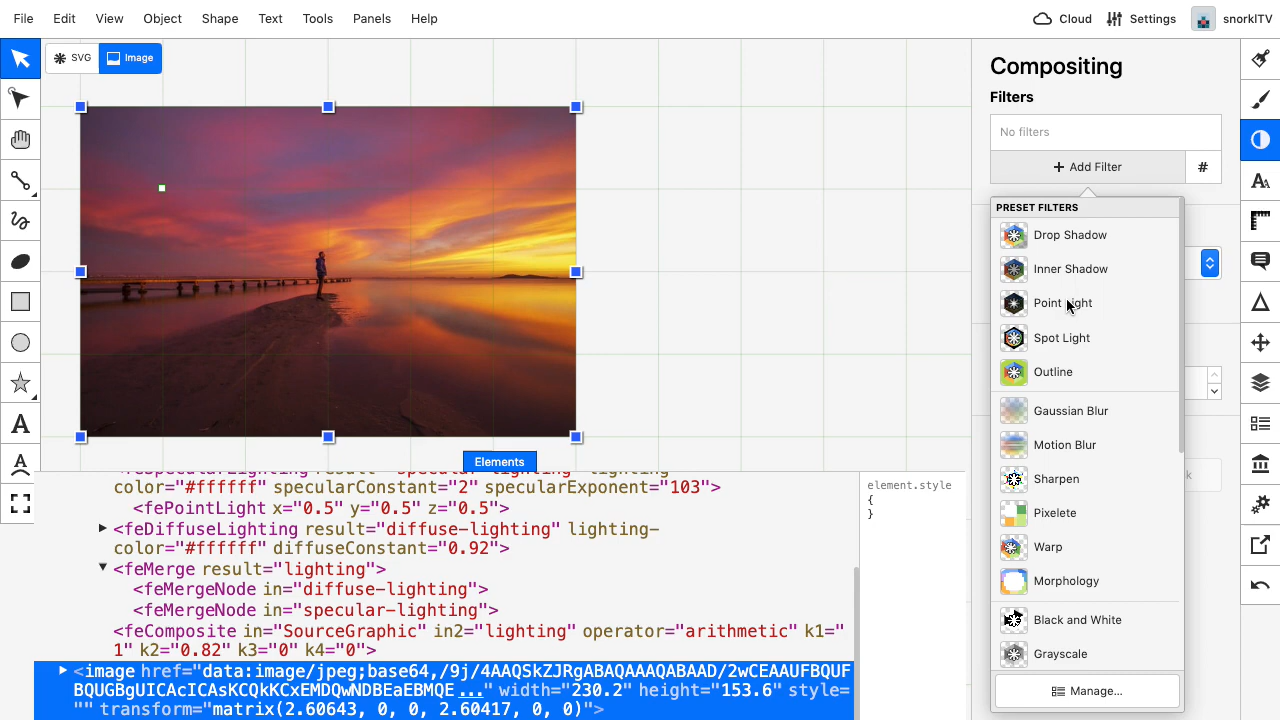 File Edit View Object Shape Text Tools Panels Help Cloud Settings snorklTV
SVG Image
Compositing
Filters
No filters
+ Add Filter #
PRESET FILTERS
Drop Shadow
Inner Shadow
Point Light
Spot Light
Outline
Gaussian Blur
Motion Blur
Sharpen
Pixelete
Warp
Morphology
Black and White
Grayscale
Manage...
Elements
color="#ffffff" specularConstant="2" specularExponent="103">
<fePointLight x="0.5" y="0.5" z="0.5">
<feDiffuseLighting result="diffuse-lighting" lighting-
color="#ffffff" diffuseConstant="0.92">
<feMerge result="lighting">
<feMergeNode in="diffuse-lighting">
<feMergeNode in="specular-lighting">
<feComposite in="SourceGraphic" in2="lighting" operator="arithmetic" k1="
1" k2="0.82" k3="0" k4="0">
<image href="data:image/jpeg;base64,/9j/4AAQSkZJRgABAQAAAQABAAD/2wCEAAUFBQUF
BQUGBgUICAcICAsKCQkKCxEMDQwNDBEaEBMQE..." width="230.2" height="153.6" style=
"" transform="matrix(2.60643, 0, 0, 2.60417, 0, 0)">
element.style
{
}